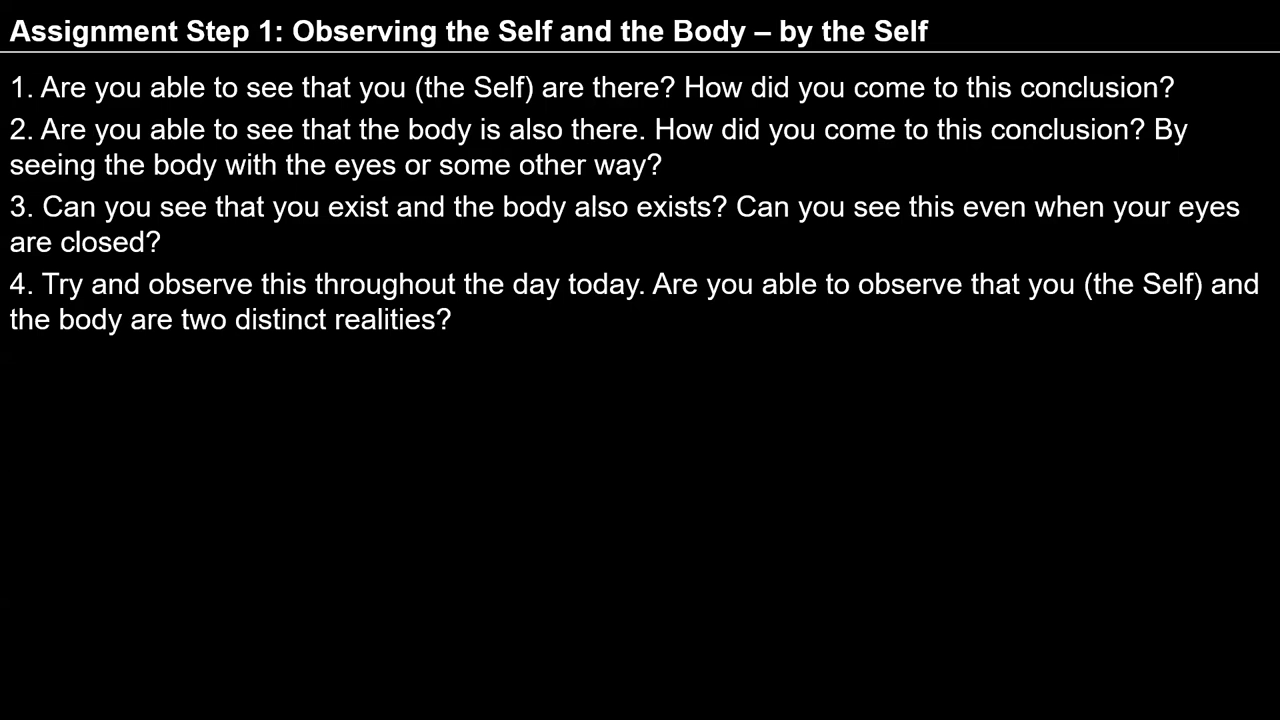 Assignment Step 1: Observing the Self and the Body – by the Self
1. Are you able to see that you (the Self) are there? How did you come to this conclusion?
2. Are you able to see that the body is also there. How did you come to this conclusion? By
seeing the body with the eyes or some other way?
3. Can you see that you exist and the body also exists? Can you see this even when your eyes
are closed?
4. Try and observe this throughout the day today. Are you able to observe that you (the Self) and
the body are two distinct realities?